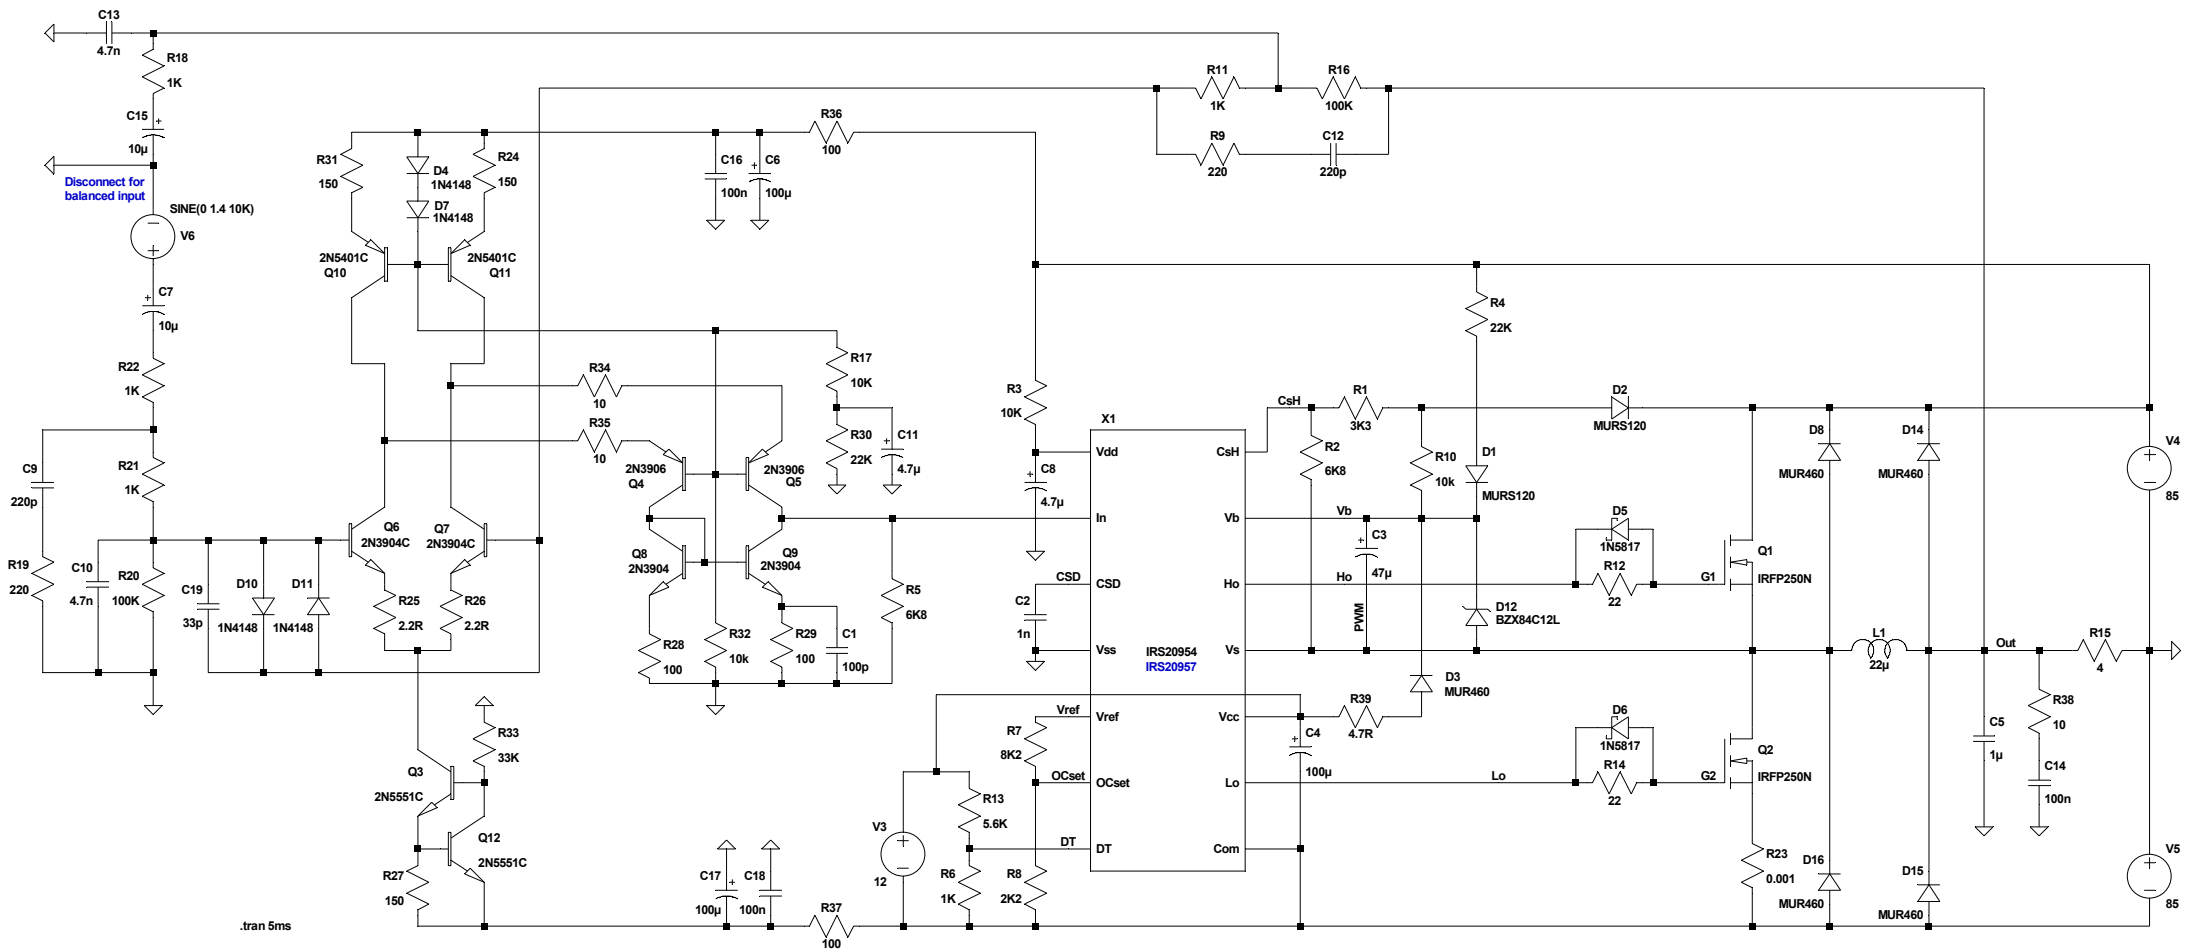 C13
4.7n
R18
1K
C15
+
10µ
Disconnect for
balanced input
SINE(0 1.4 10K)
V6
C7
+
10µ
R22
1K
C9
220p
R21
1K
R19
220
C10
4.7n
R20
100K
C19
33p
D10
1N4148
D11
1N4148
R31
150
D4
1N4148
D7
1N4148
R24
150
2N5401C
Q10
2N5401C
Q11
C16
100n
C6
+
100µ
R36
100
R11
1K
R16
100K
R9
220
C12
220p
R34
10
R35
10
R17
10K
R30
22K
C11
+
4.7µ
2N3906
Q4
2N3906
Q5
Q6
2N3904C
Q7
2N3904C
Q8
2N3904
Q9
2N3904
R25
2.2R
R26
2.2R
R28
100
R32
10k
R29
100
C1
100p
R5
6K8
R33
33K
Q3
2N5551C
Q12
2N5551C
R27
150
.tran 5ms
C17
+
100µ
C18
100n
R37
100
V3
12
R13
5.6K
R6
1K
R7
8K2
R8
2K2
R3
10K
C8
+
4.7µ
C2
1n
X1
Vdd
In
CSD
CSD
Vss
Vref
Vref
OCset
OCset
DT
DT
CsH
Vb
Ho
Vs
Vcc
Lo
Com
IRS20954
IRS20957
CsH
R1
3K3
R2
6K8
R10
10k
R4
22K
D1
MURS120
D2
MURS120
Vb
C3
+
47µ
PWM
Ho
D12
BZX84C12L
D3
MUR460
R39
4.7R
C4
+
100µ
Lo
D5
1N5817
R12
22
G1
Q1
IRFP250N
D6
1N5817
R14
22
G2
Q2
IRFP250N
R23
0.001
D8
MUR460
D14
MUR460
D16
MUR460
D15
MUR460
L1
22µ
Out
R15
4
R38
10
C5
1µ
C14
100n
V4
85
V5
85